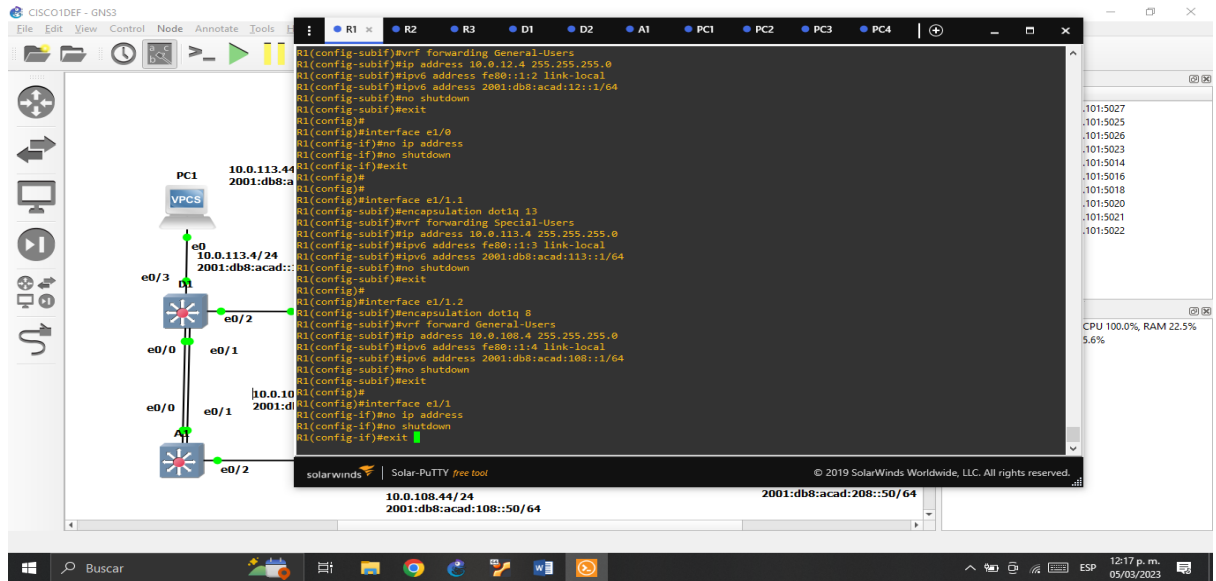 CISCO1DEF - GNS3
File Edit View Control Node Annotate Tools H
R1 × R2 R3 D1 D2 A1 PC1 PC2 PC3 PC4
R1(config-subif)#vrf forwarding General-Users
R1(config-subif)#ip address 10.0.12.4 255.255.255.0
R1(config-subif)#ipv6 address fe80::1:2 link-local
R1(config-subif)#ipv6 address 2001:db8:acad:12::1/64
R1(config-subif)#no shutdown
R1(config-subif)#exit
R1(config)#
R1(config)#interface e1/0
R1(config-if)#no ip address
R1(config-if)#no shutdown
R1(config-if)#exit
R1(config)#
R1(config)#
R1(config)#interface e1/1.1
R1(config-subif)#encapsulation dot1q 13
R1(config-subif)#vrf forwarding Special-Users
R1(config-subif)#ip address 10.0.113.4 255.255.255.0
R1(config-subif)#ipv6 address fe80::1:3 link-local
R1(config-subif)#ipv6 address 2001:db8:acad:113::1/64
R1(config-subif)#no shutdown
R1(config-subif)#exit
R1(config)#
R1(config)#interface e1/1.2
R1(config-subif)#encapsulation dot1q 8
R1(config-subif)#vrf forward General-Users
R1(config-subif)#ip address 10.0.108.4 255.255.255.0
R1(config-subif)#ipv6 address fe80::1:4 link-local
R1(config-subif)#ipv6 address 2001:db8:acad:108::1/64
R1(config-subif)#no shutdown
R1(config-subif)#exit
R1(config)#
R1(config)#interface e1/1
R1(config-if)#no ip address
R1(config-if)#no shutdown
R1(config-if)#exit
solarwinds Solar-PuTTY free tool © 2019 SolarWinds Worldwide, LLC. All rights reserved.
10.0.113.44
2001:db8:a
PC1
VPCS
e0
10.0.113.4/24
2001:db8:acad::
e0/3
D1
e0/2
e0/0 e0/1
10.0.10
2001:d
e0/0 e0/1
A1
e0/2
10.0.108.44/24
2001:db8:acad:108::50/64
2001:db8:acad:208::50/64
.101:5027
.101:5025
.101:5026
.101:5023
.101:5014
.101:5016
.101:5018
.101:5020
.101:5021
.101:5022
CPU 100.0%, RAM 22.5%
5.6%
Buscar
ESP
12:17 p. m.
05/03/2023